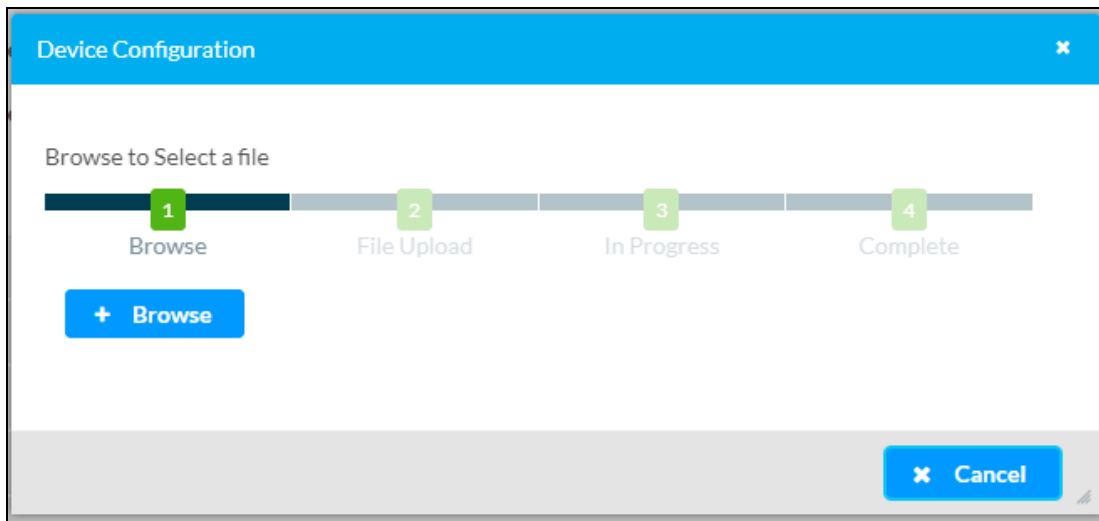 Device Configuration
Browse to Select a file
1 2 3 4
Browse File Upload In Progress Complete
+ Browse
× Cancel